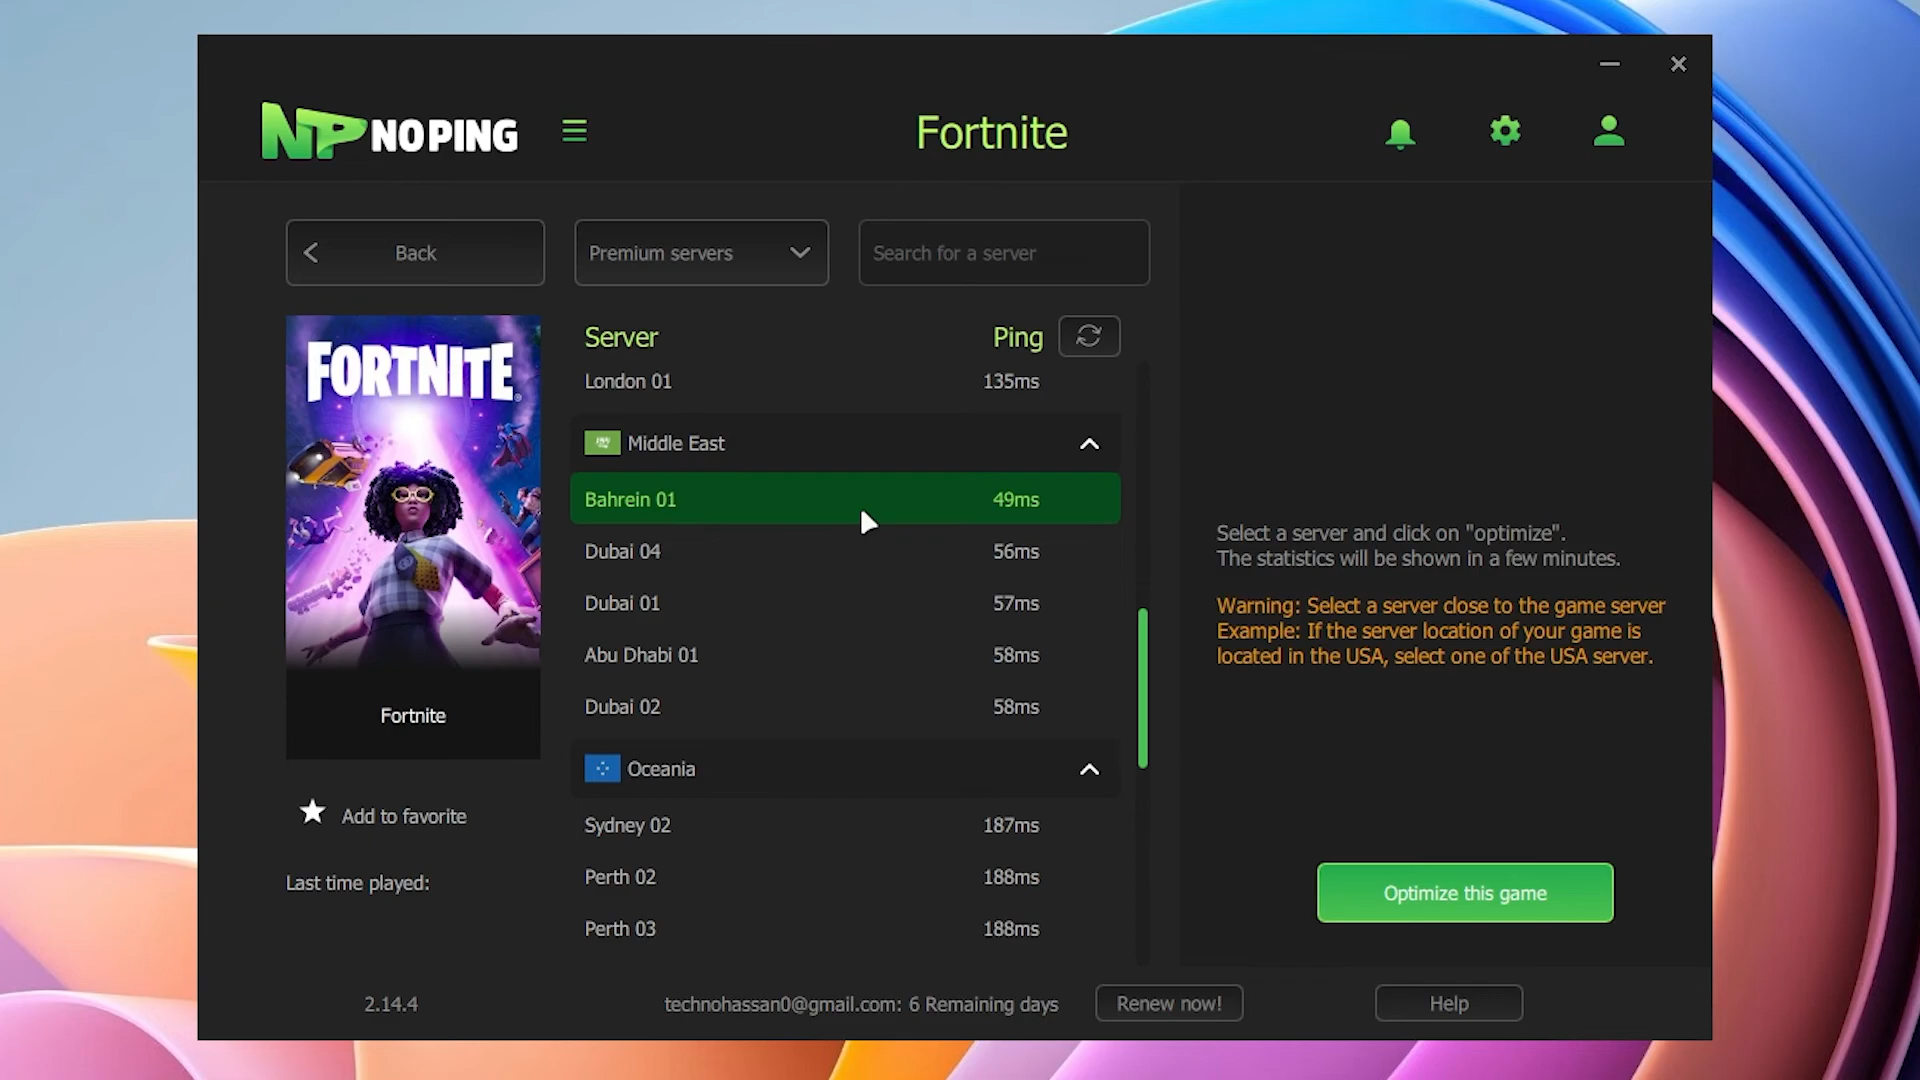 NP NOPING
Fortnite
Back
Premium servers
Search for a server
FORTNITE
Fortnite
Add to favorite
Last time played:
Server Ping
London 01 135ms
Middle East
Bahrein 01 49ms
Dubai 04 56ms
Dubai 01 57ms
Abu Dhabi 01 58ms
Dubai 02 58ms
Oceania
Sydney 02 187ms
Perth 02 188ms
Perth 03 188ms
Select a server and click on "optimize".
The statistics will be shown in a few minutes.
Warning: Select a server close to the game server
Example: If the server location of your game is
located in the USA, select one of the USA server.
Optimize this game
2.14.4
technohassan0@gmail.com: 6 Remaining days
Renew now!
Help